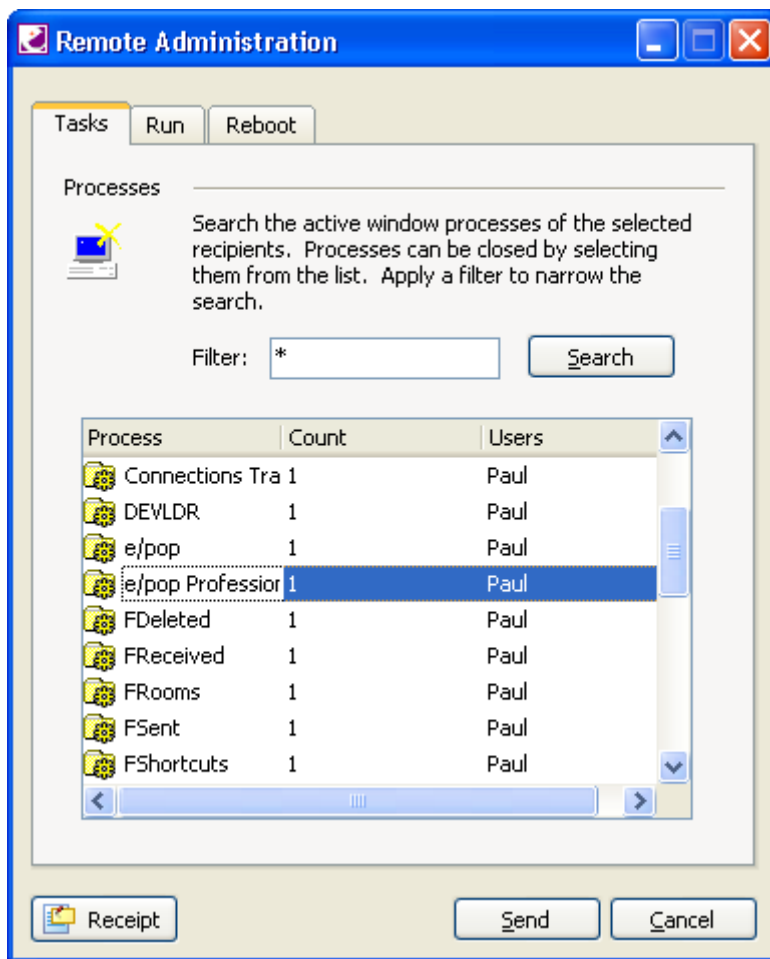 Remote Administration
Tasks Run Reboot
Processes
Search the active window processes of the selected
recipients. Processes can be closed by selecting
them from the list. Apply a filter to narrow the
search.
Filter: * Search
Process Count Users
Connections Tra 1 Paul
DEVLDR 1 Paul
e/pop 1 Paul
e/pop Profession 1 Paul
FDeleted 1 Paul
FReceived 1 Paul
FRooms 1 Paul
FSent 1 Paul
FShortcuts 1 Paul
Receipt Send Cancel